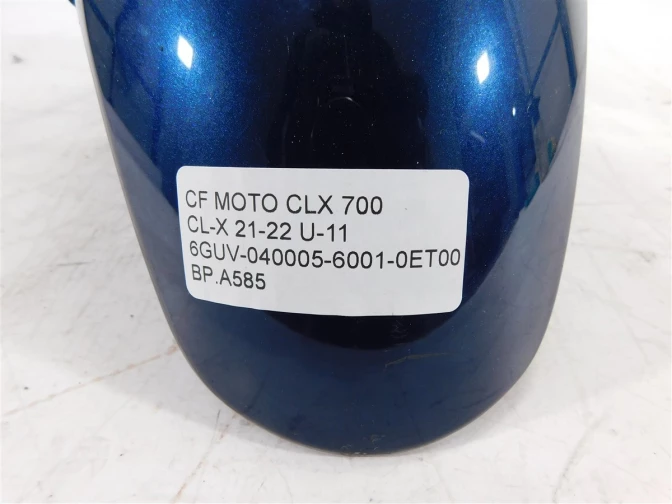 CF MOTO CLX 700
CL-X 21-22 U-11
6GUV-040005-6001-0ET00
BP.A585